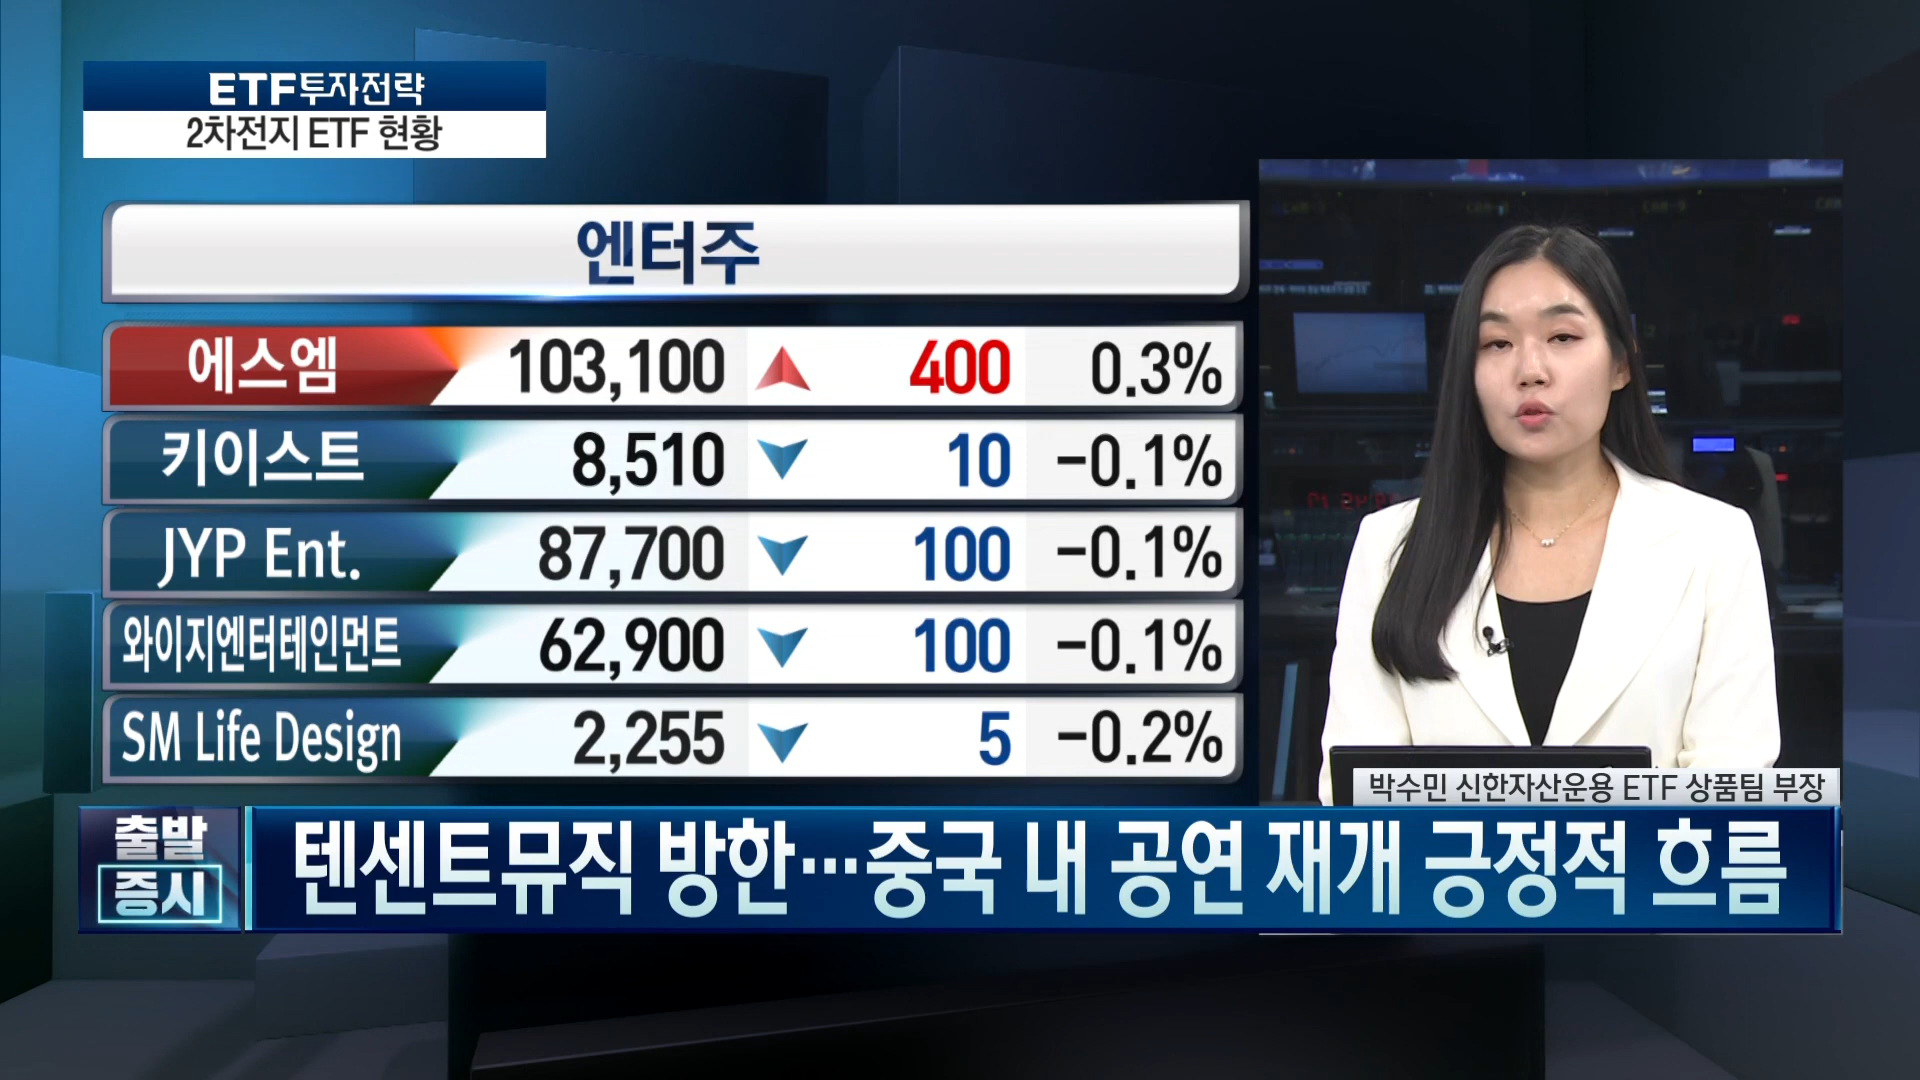 ETF투자전략
2차전지 ETF 현황
엔터주
에스엠 103,100 ▲ 400 0.3%
키이스트 8,510 ▼ 10 -0.1%
JYP Ent. 87,700 ▼ 100 -0.1%
와이지엔터테인먼트 62,900 ▼ 100 -0.1%
SM Life Design 2,255 ▼ 5 -0.2%
박수민 신한자산운용 ETF 상품팀 부장
출발
증시
텐센트뮤직 방한…중국 내 공연 재개 긍정적 흐름